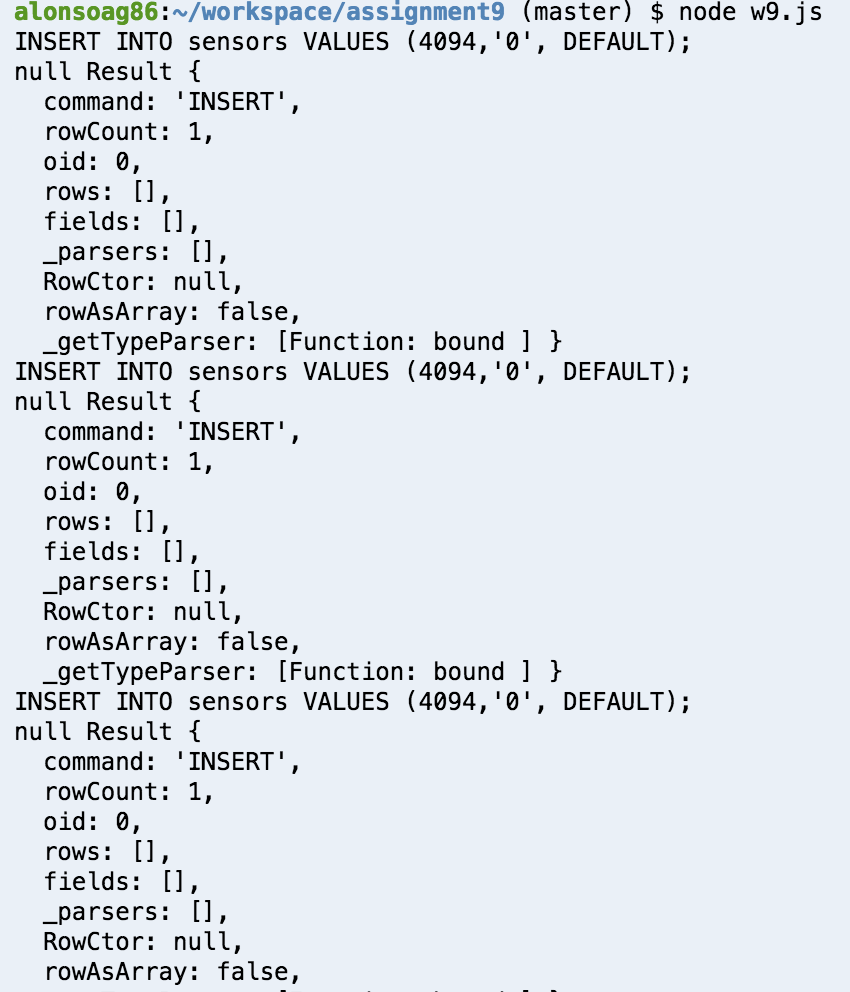 alonsoag86:~/workspace/assignment9 (master) $ node w9.js
INSERT INTO sensors VALUES (4094,'0', DEFAULT);
null Result {
  command: 'INSERT',
  rowCount: 1,
  oid: 0,
  rows: [],
  fields: [],
  _parsers: [],
  RowCtor: null,
  rowAsArray: false,
  _getTypeParser: [Function: bound ] }
INSERT INTO sensors VALUES (4094,'0', DEFAULT);
null Result {
  command: 'INSERT',
  rowCount: 1,
  oid: 0,
  rows: [],
  fields: [],
  _parsers: [],
  RowCtor: null,
  rowAsArray: false,
  _getTypeParser: [Function: bound ] }
INSERT INTO sensors VALUES (4094,'0', DEFAULT);
null Result {
  command: 'INSERT',
  rowCount: 1,
  oid: 0,
  rows: [],
  fields: [],
  _parsers: [],
  RowCtor: null,
  rowAsArray: false,